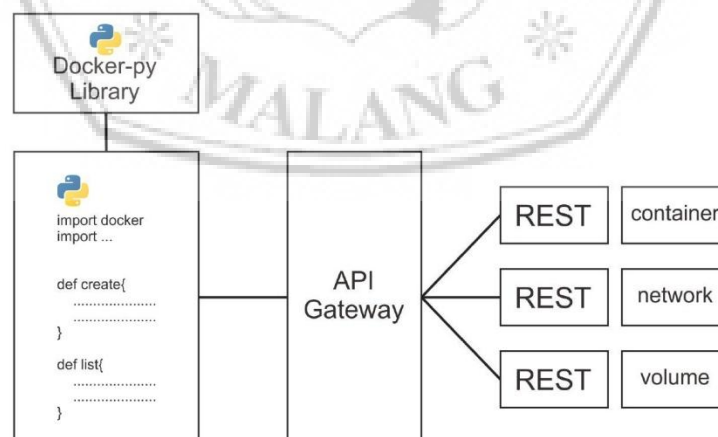 Docker-py
Library
MALANG
import docker
import ...
def create{
......................
......................
}
def list{
......................
......................
}
API
Gateway
REST
container
REST
network
REST
volume